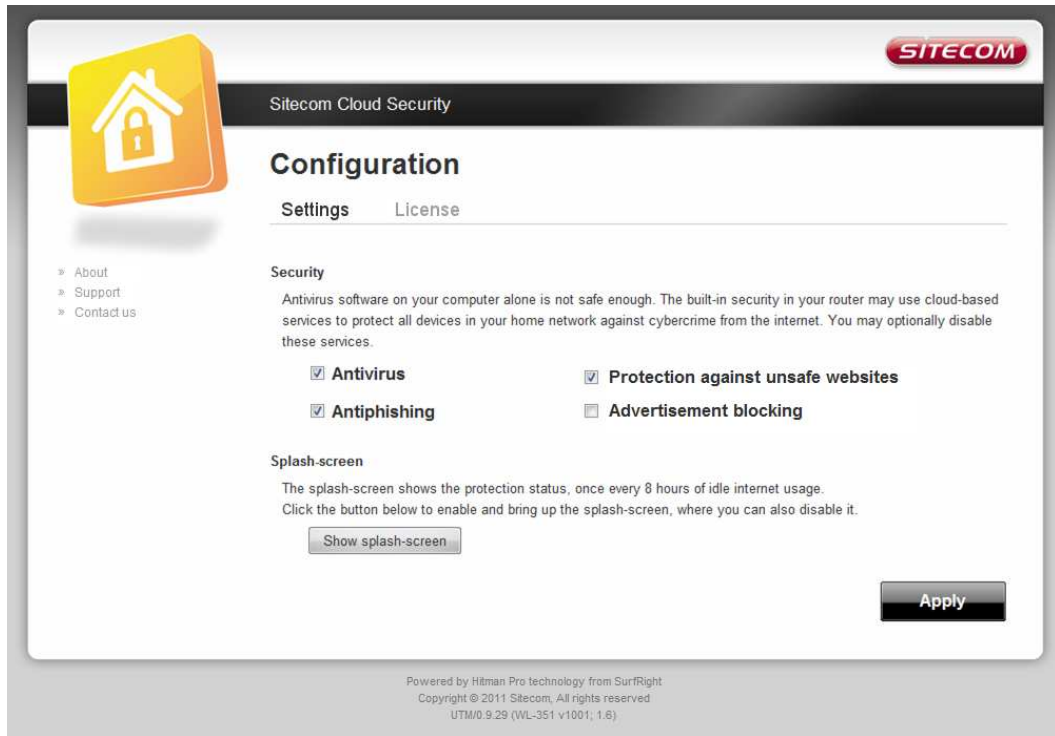 SITECOM
Sitecom Cloud Security
Configuration
Settings License
» About
» Support
» Contact us
Security
Antivirus software on your computer alone is not safe enough. The built-in security in your router may use cloud-based
services to protect all devices in your home network against cybercrime from the internet. You may optionally disable
these services.
Antivirus
Protection against unsafe websites
Antiphishing
Advertisement blocking
Splash-screen
The splash-screen shows the protection status, once every 8 hours of idle internet usage.
Click the button below to enable and bring up the splash-screen, where you can also disable it.
Show splash-screen
Apply
Powered by Hitman Pro technology from SurfRight
Copyright © 2011 Sitecom, All rights reserved
UTM/0.9.29 (WL-351 v1001; 1.6)